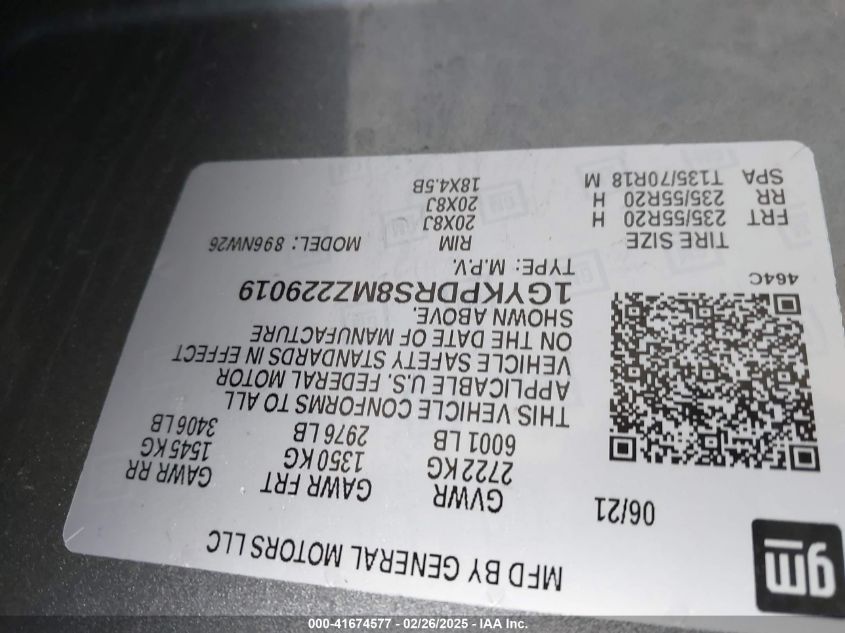 gm
MFD BY GENERAL MOTORS LLC
06/21
GVWR GAWR FRT GAWR RR
2722 KG 1350 KG 1545 KG
6001 LB 2976 LB 3406 LB
THIS VEHICLE CONFORMS TO ALL
APPLICABLE U.S. FEDERAL MOTOR
VEHICLE SAFETY STANDARDS IN EFFECT
ON THE DATE OF MANUFACTURE
SHOWN ABOVE.
1GYKPDRS8MZ229019
464C
TYPE: M.P.V. MODEL: 896NW26
TIRE SIZE RIM
FRT 235/55R20 H 20X8J
RR 235/55R20 H 20X8J
SPA T135/70R18 M 18X4.5B
000-41674577 - 02/26/2025 - IAA Inc.